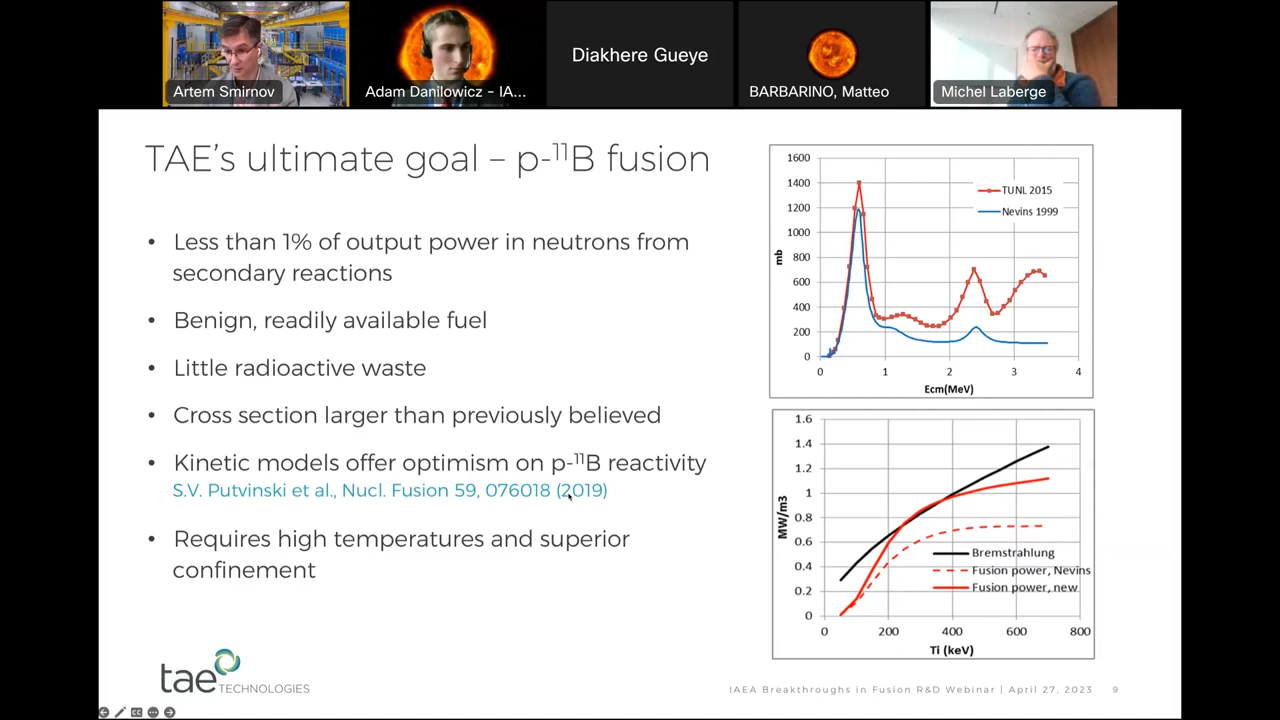 Artem Smirnov
Adam Danilowicz - IA...
Diakhere Gueye
BARBARINO, Matteo
Michel Laberge
TAE's ultimate goal – p-¹¹B fusion
• Less than 1% of output power in neutrons from
secondary reactions
• Benign, readily available fuel
• Little radioactive waste
• Cross section larger than previously believed
• Kinetic models offer optimism on p-¹¹B reactivity
S.V. Putvinski et al., Nucl. Fusion 59, 076018 (2019)
• Requires high temperatures and superior
confinement
1600
1400
1200
1000
800
600
400
200
0
mb
TUNL 2015
Nevins 1999
0 1 2 3 4
Ecm(MeV)
1.6
1.4
1.2
1
0.8
0.6
0.4
0.2
0
MW/m3
Bremstrahlung
Fusion power, Nevins
Fusion power, new
0 200 400 600 800
Ti (keV)
tae TECHNOLOGIES
IAEA Breakthroughs in Fusion R&D Webinar | April 27, 2023 9